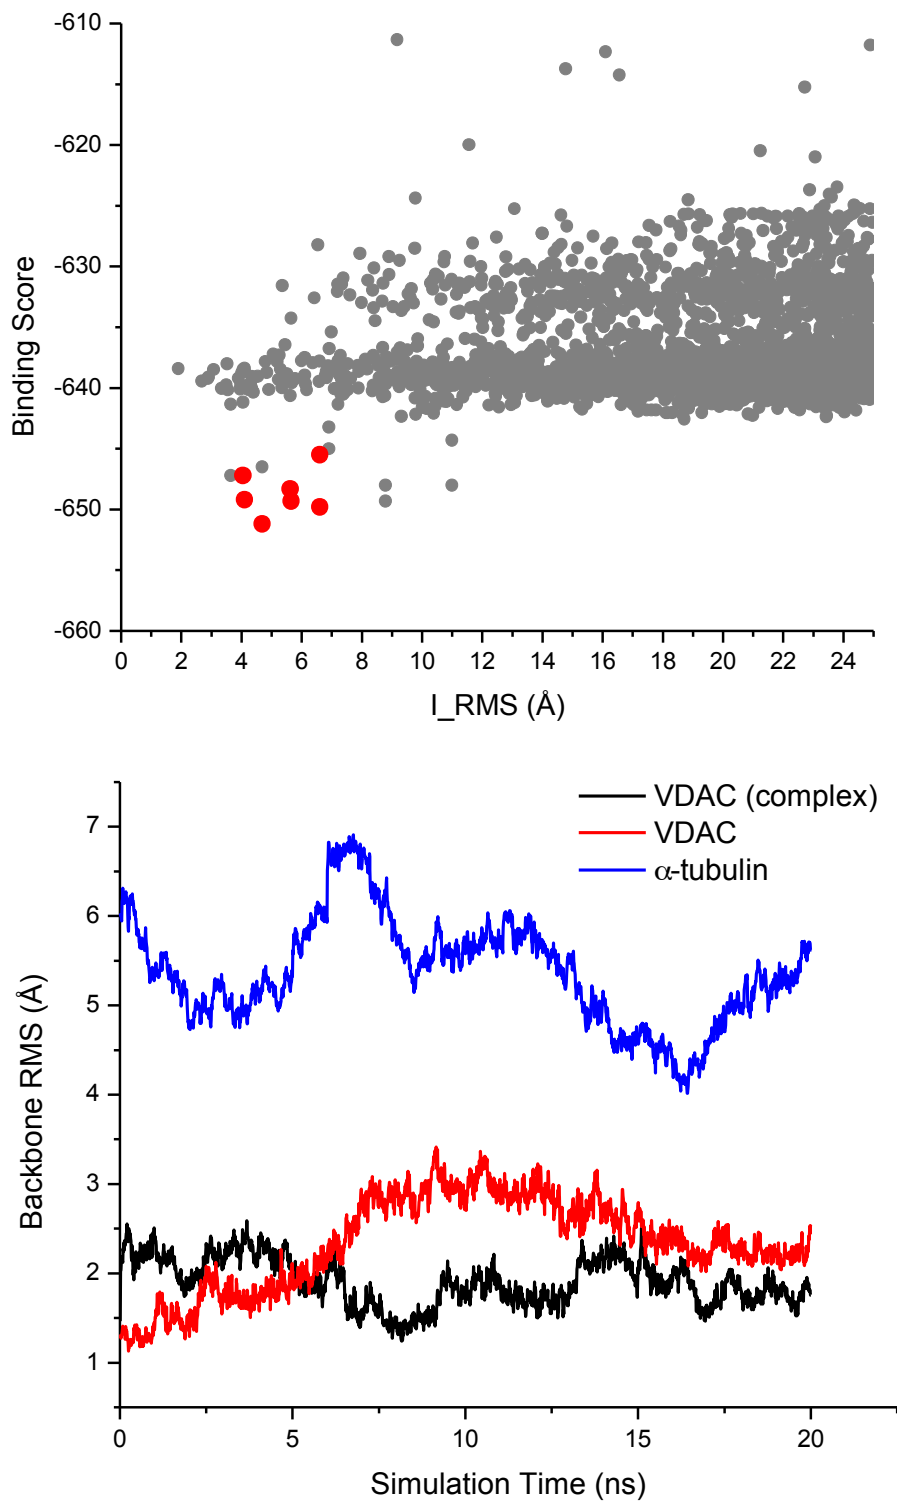 -610
-620
-630
-640
-650
-660
Binding Score
0 2 4 6 8 10 12 14 16 18 20 22 24
I_RMS (Å)
VDAC (complex)
VDAC
α-tubulin
7
6
5
4
3
2
1
Backbone RMS (Å)
0 5 10 15 20
Simulation Time (ns)